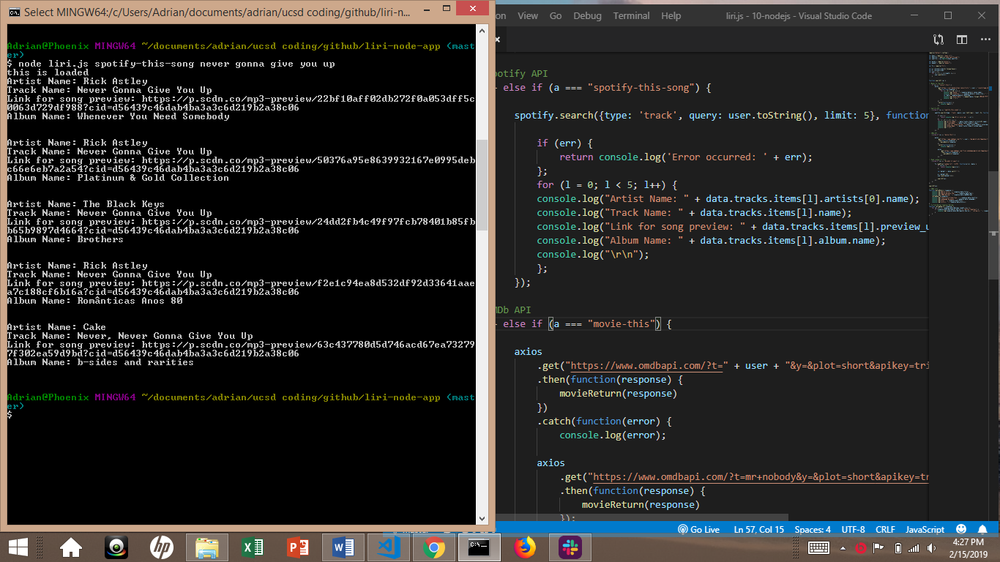 Select MINGW64:/c/Users/Adrian/documents/adrian/ucsd coding/github/liri-n...
Adrian@Phoenix MINGW64 ~/documents/adrian/ucsd coding/github/liri-node-app (mast
er)
$ node liri.js spotify-this-song never gonna give you up
this is loaded
Artist Name: Rick Astley
Track Name: Never Gonna Give You Up
Link for song preview: https://p.scdn.co/mp3-preview/22bf10aff02db272f0a053dff5c
0063d729df988?cid=d56439c46dab4ba3a3c6d219b2a38c06
Album Name: Whenever You Need Somebody
Artist Name: Rick Astley
Track Name: Never Gonna Give You Up
Link for song preview: https://p.scdn.co/mp3-preview/50376a95e8639932167e0995deb
c66e6eb7a2a54?cid=d56439c46dab4ba3a3c6d219b2a38c06
Album Name: Platinum & Gold Collection
Artist Name: The Black Keys
Track Name: Never Gonna Give You Up
Link for song preview: https://p.scdn.co/mp3-preview/24dd2fb4c49f97fcb78401b85fb
b65b9897d4664?cid=d56439c46dab4ba3a3c6d219b2a38c06
Album Name: Brothers
Artist Name: Rick Astley
Track Name: Never Gonna Give You Up
Link for song preview: https://p.scdn.co/mp3-preview/f2e1c94ea8d532df92d33641aae
a7c188cf6b16a?cid=d56439c46dab4ba3a3c6d219b2a38c06
Album Name: Românticas Anos 80
Artist Name: Cake
Track Name: Never, Never Gonna Give You Up
Link for song preview: https://p.scdn.co/mp3-preview/63c437780d5d746acd67ea73279
7f302ea59d9bd?cid=d56439c46dab4ba3a3c6d219b2a38c06
Album Name: b-sides and rarities
Adrian@Phoenix MINGW64 ~/documents/adrian/ucsd coding/github/liri-node-app (mast
er)
$
on View Go Debug Terminal Help liri.js - 10-nodejs - Visual Studio Code
potify API
else if (a === "spotify-this-song") {
spotify.search({type: 'track', query: user.toString(), limit: 5}, function
if (err) {
return console.log('Error occurred: ' + err);
};
for (l = 0; l < 5; l++) {
console.log("Artist Name: " + data.tracks.items[l].artists[0].name);
console.log("Track Name: " + data.tracks.items[l].name);
console.log("Link for song preview: " + data.tracks.items[l].preview_u
console.log("Album Name: " + data.tracks.items[l].album.name);
console.log("\r\n");
};
});
MDb API
else if (a === "movie-this") {
axios
.get("https://www.omdbapi.com/?t=" + user + "&y=&plot=short&apikey=tri
.then(function(response) {
movieReturn(response)
})
.catch(function(error) {
console.log(error);
axios
.get("https://www.omdbapi.com/?t=mr+nobody&y=&plot=short&apikey=tr
.then(function(response) {
movieReturn(response)
});
Go Live Ln 57, Col 15 Spaces: 4 UTF-8 CRLF JavaScript
4:27 PM
2/15/2019